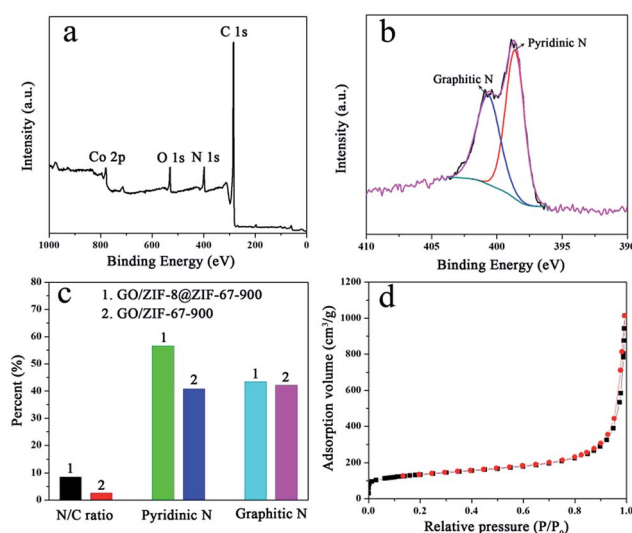 a
C 1s
Co 2p
O 1s
N 1s
Intensity (a.u.)
1000 800 600 400 200 0
Binding Energy (eV)
b
Pyridinic N
Graphitic N
Intensity (a.u.)
410 405 400 395 390
Binding Energy (eV)
c
1. GO/ZIF-8@ZIF-67-900
2. GO/ZIF-67-900
Percent (%)
80
70
60
50
40
30
20
10
0
1
2
1
2
1
2
N/C ratio Pyridinic N Graphitic N
d
Adsorption volume (cm³/g)
1200
1000
800
600
400
200
0
0.0 0.2 0.4 0.6 0.8 1.0
Relative pressure (P/P₀)